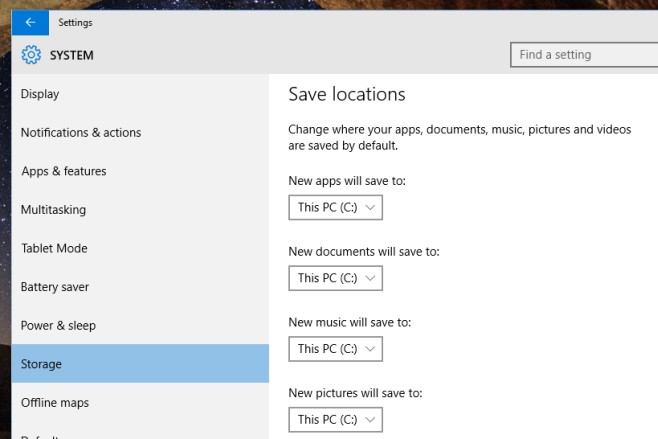 Settings
SYSTEM
Find a setting
Display
Notifications & actions
Apps & features
Multitasking
Tablet Mode
Battery saver
Power & sleep
Storage
Offline maps
Save locations
Change where your apps, documents, music, pictures and videos
are saved by default.
New apps will save to:
This PC (C:)
New documents will save to:
This PC (C:)
New music will save to:
This PC (C:)
New pictures will save to:
This PC (C:)